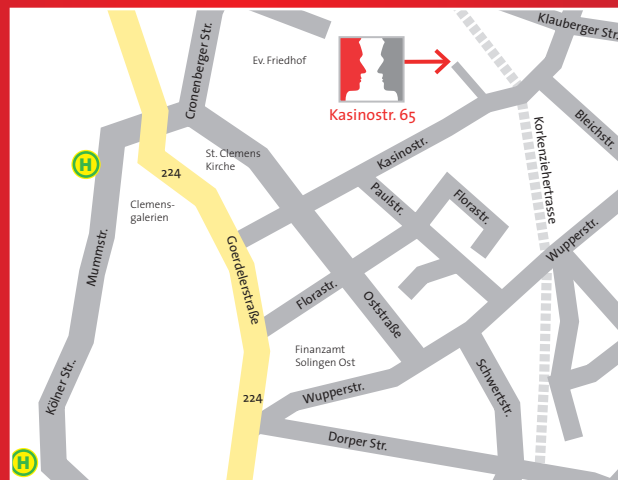 Klauberger Str.
Cronenberger Str.
Ev. Friedhof
Kasinostr. 65
Bleichstr.
Korkenziehertrasse
Kasinostr.
St. Clemens
Kirche
H
224
Paulstr.
Florastr.
Clemens-
galerien
Wupperstr.
Mummstr.
Goerdelerstraße
Florastr.
Oststraße
Finanzamt
Solingen Ost
Kölner Str..
224
Wupperstr.
Schwertstr.
Dorper Str.
H